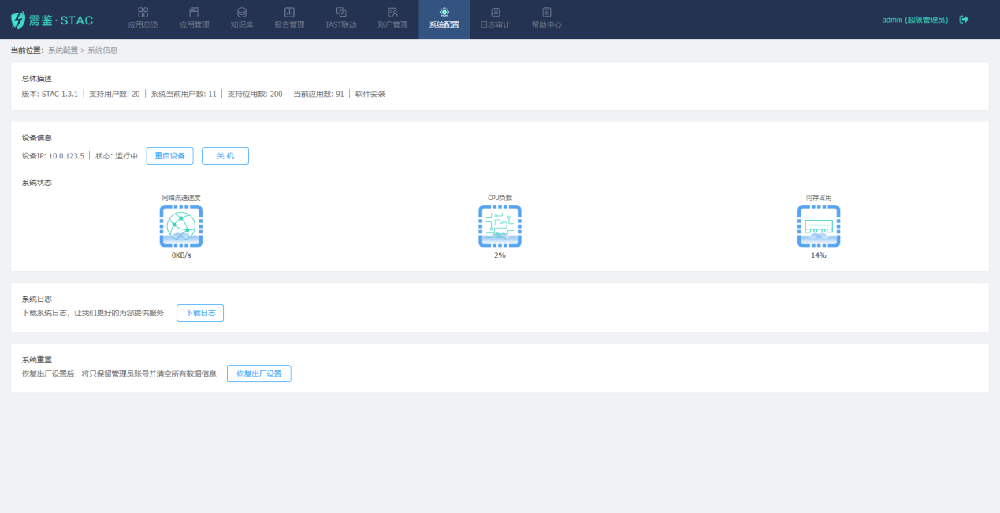 雳鉴·STAC
应用总览 应用管理 知识库 报告管理 IAST联动 账户管理 系统配置 日志审计 帮助中心
admin (超级管理员)
当前位置: 系统配置 > 系统信息
总体描述
版本: STAC 1.3.1 支持用户数: 20 系统当前用户数: 11 支持应用数: 200 当前应用数: 91 软件安装
设备信息
设备IP: 10.0.123.5 状态: 运行中 重启设备 关 机
系统状态
网络流通速度 CPU负载 内存占用
0KB/s 2% 14%
系统日志
下载系统日志，让我们更好的为您提供服务 下载日志
系统重置
恢复出厂设置后，将只保留管理员账号并清空所有数据信息 恢复出厂设置